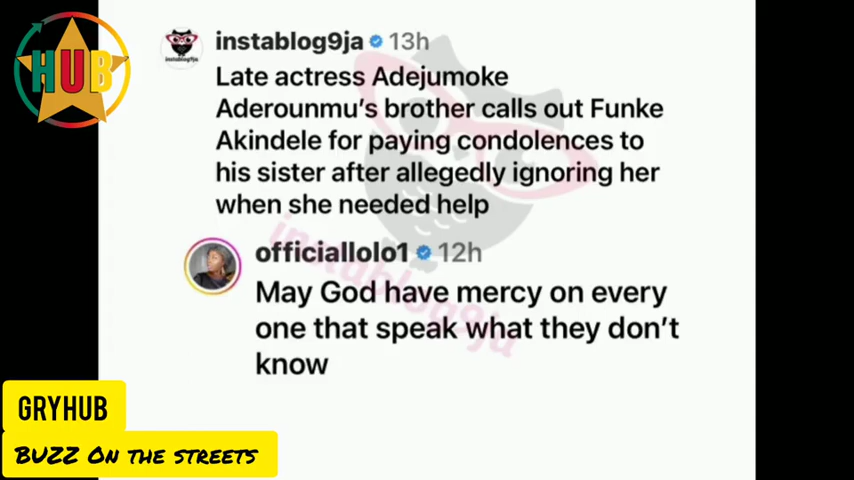 HUB
instablog9ja 13h
Late actress Adejumoke
Aderounmu's brother calls out Funke
Akindele for paying condolences to
his sister after allegedly ignoring her
when she needed help
officiallolo1 12h
May God have mercy on every
one that speak what they don't
know
instablog9ja
instablog9ja
GRYHUB
BUZZ ON THE STREETS